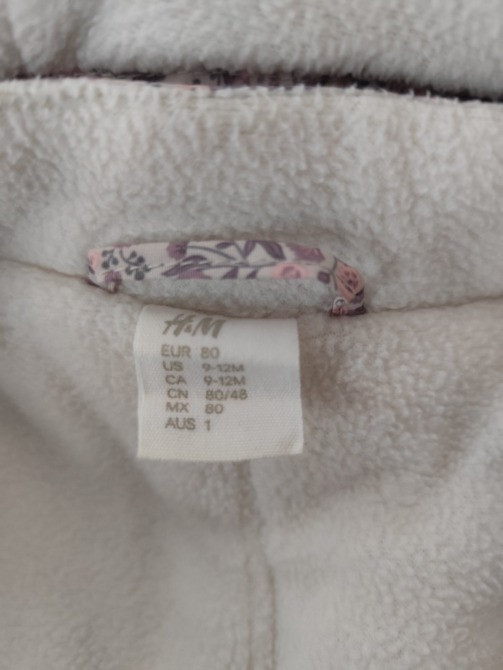 H&M
EUR 80
US 9-12M
CA 9-12M
CN 80/48
MX 80
AUS 1